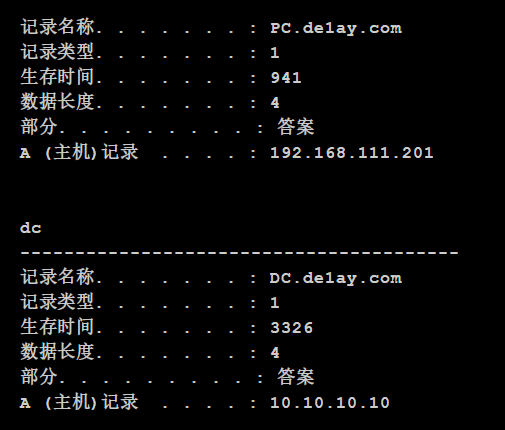 记录名称. . . . . . . : PC.de1ay.com
记录类型. . . . . . . : 1
生存时间. . . . . . . : 941
数据长度. . . . . . . : 4
部分. . . . . . . . . : 答案
A (主机)记录  . . . . : 192.168.111.201
dc
----------------------------------------
记录名称. . . . . . . : DC.de1ay.com
记录类型. . . . . . . : 1
生存时间. . . . . . . : 3326
数据长度. . . . . . . : 4
部分. . . . . . . . . : 答案
A (主机)记录  . . . . : 10.10.10.10